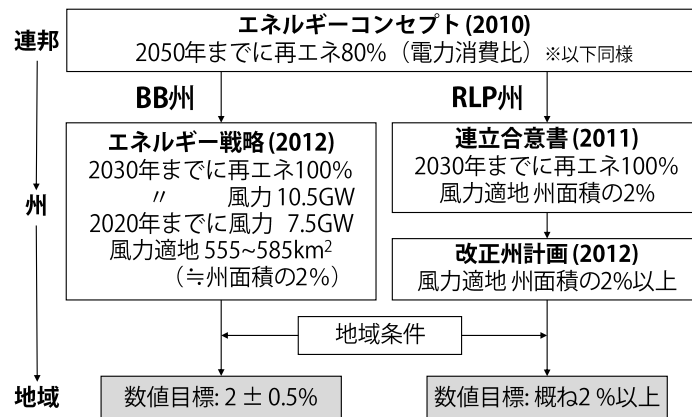 連邦
エネルギーコンセプト(2010)
2050年までに再エネ80%（電力消費比）※以下同様
BB州
RLP州
エネルギー戦略(2012)
2030年までに再エネ100%
〃 風力 10.5GW
2020年までに風力 7.5GW
風力適地 555~585km²
（≒州面積の2%）
連立合意書(2011)
2030年までに再エネ100%
風力適地 州面積の2%
州
改正州計画(2012)
風力適地 州面積の2%以上
地域条件
地域
数値目標: 2 ± 0.5%
数値目標: 概ね2 %以上